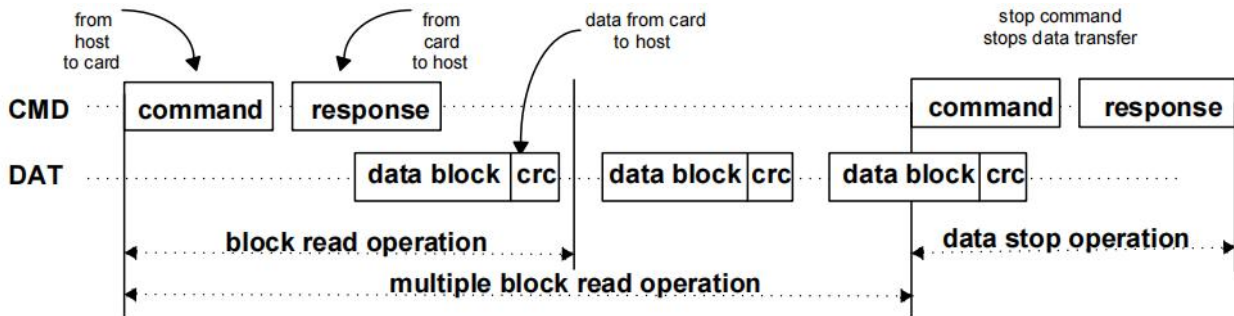 from
host
to card
from
card
to host
data from card
to host
stop command
stops data transfer
CMD
command
response
command
response
DAT
data block
crc
data block
crc
data block
crc
block read operation
data stop operation
multiple block read operation